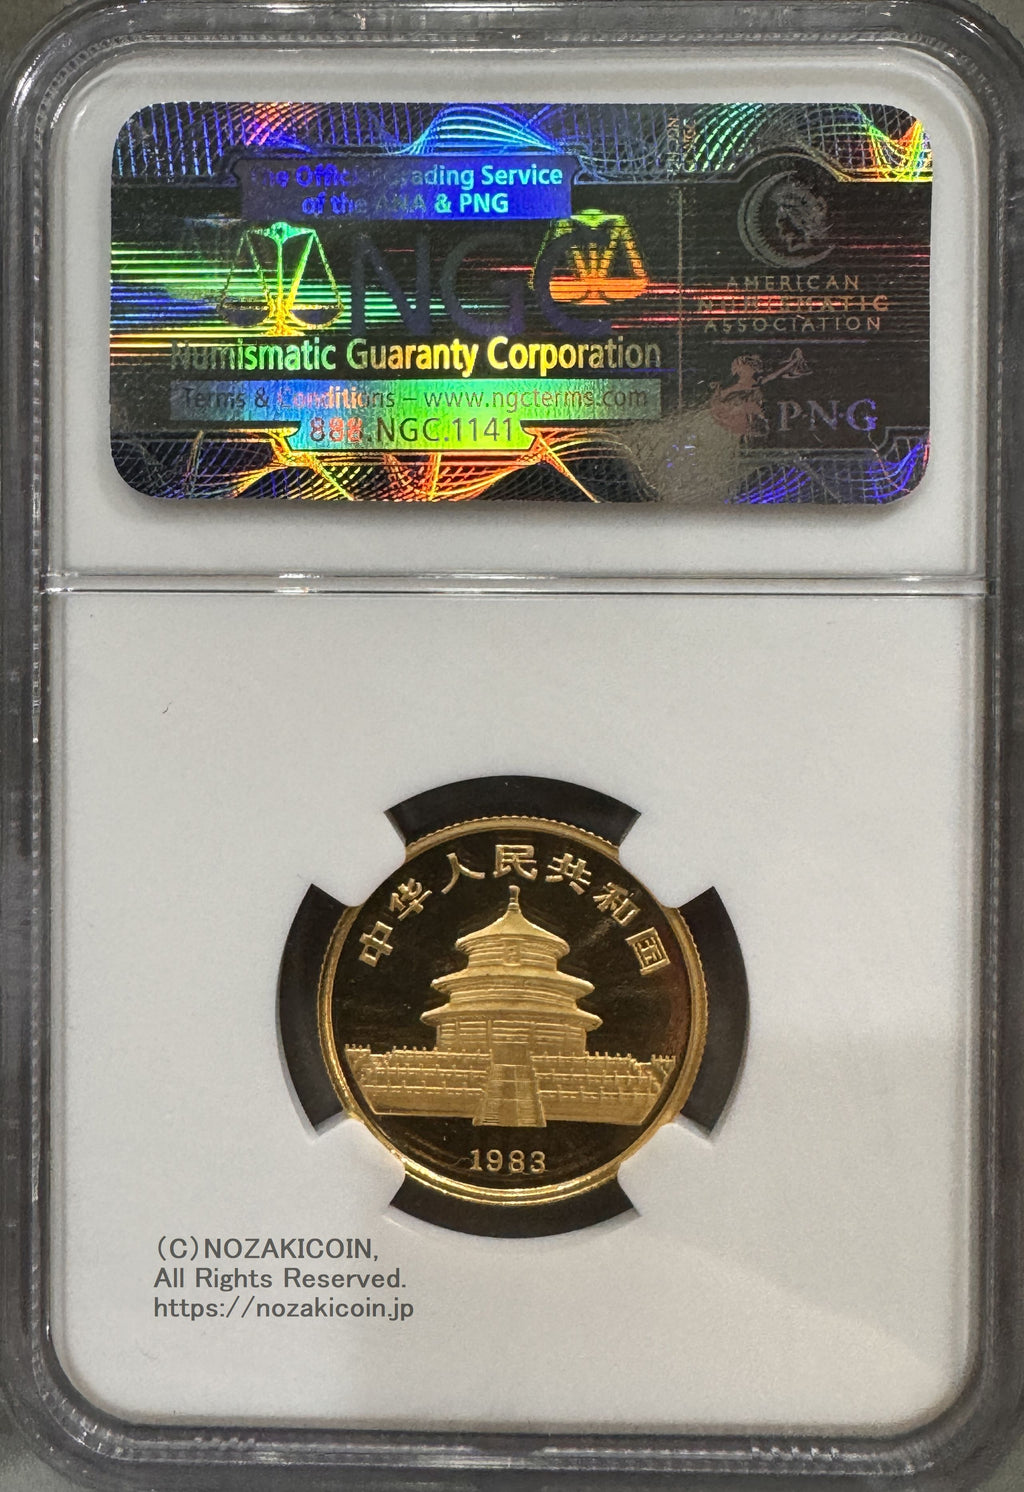 The Official Grading Service
of the ANA & PNG
NGC
Numismatic Guaranty Corporation
Terms & Conditions – www.ngcterms.com
888.NGC.1141
AMERICAN
NUMISMATIC
ASSOCIATION
PNG
中华人民共和国
1983
(C)NOZAKICOIN,
All Rights Reserved.
https://nozakicoin.jp